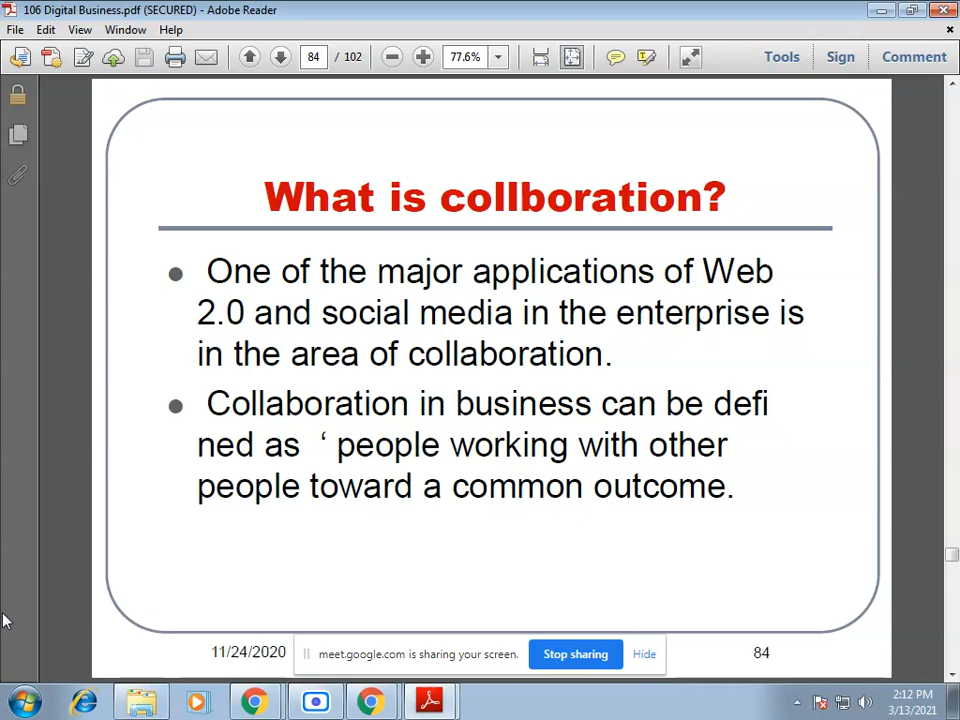 106 Digital Business.pdf (SECURED) - Adobe Reader
File Edit View Window Help
84 / 102 77.6% Tools Sign Comment
What is collboration?
One of the major applications of Web
2.0 and social media in the enterprise is
in the area of collaboration.
Collaboration in business can be defi
ned as ‘ people working with other
people toward a common outcome.
11/24/2020
meet.google.com is sharing your screen. Stop sharing Hide
84
2:12 PM
3/13/2021